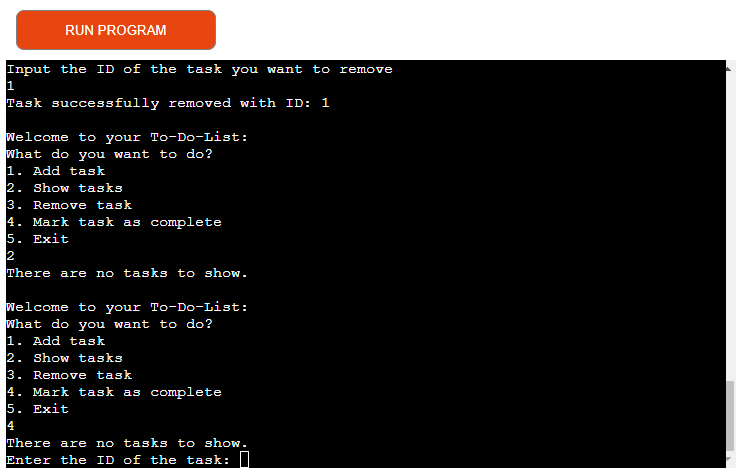 RUN PROGRAM
Input the ID of the task you want to remove
1
Task successfully removed with ID: 1
Welcome to your To-Do-List:
What do you want to do?
1. Add task
2. Show tasks
3. Remove task
4. Mark task as complete
5. Exit
2
There are no tasks to show.
Welcome to your To-Do-List:
What do you want to do?
1. Add task
2. Show tasks
3. Remove task
4. Mark task as complete
5. Exit
4
There are no tasks to show.
Enter the ID of the task: